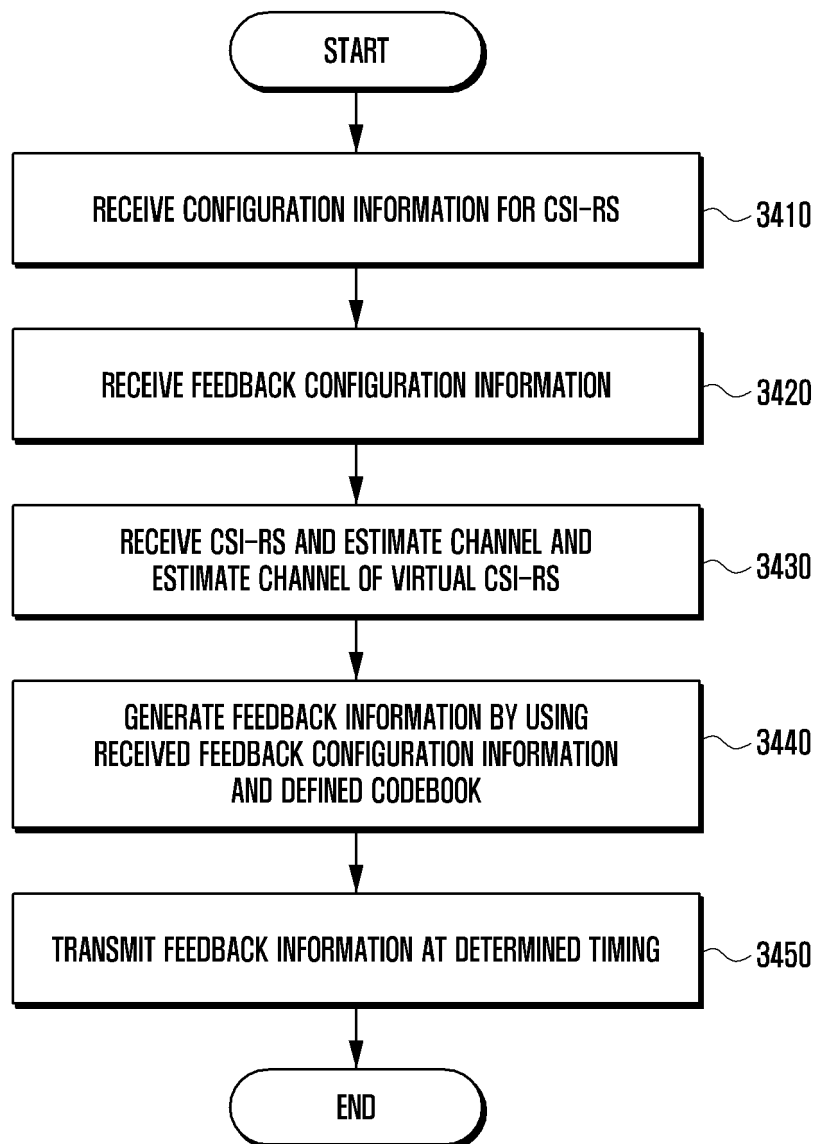 START
RECEIVE CONFIGURATION INFORMATION FOR CSI-RS
3410
RECEIVE FEEDBACK CONFIGURATION INFORMATION
3420
RECEIVE CSI-RS AND ESTIMATE CHANNEL AND
ESTIMATE CHANNEL OF VIRTUAL CSI-RS
3430
GENERATE FEEDBACK INFORMATION BY USING
RECEIVED FEEDBACK CONFIGURATION INFORMATION
AND DEFINED CODEBOOK
3440
TRANSMIT FEEDBACK INFORMATION AT DETERMINED TIMING
3450
END